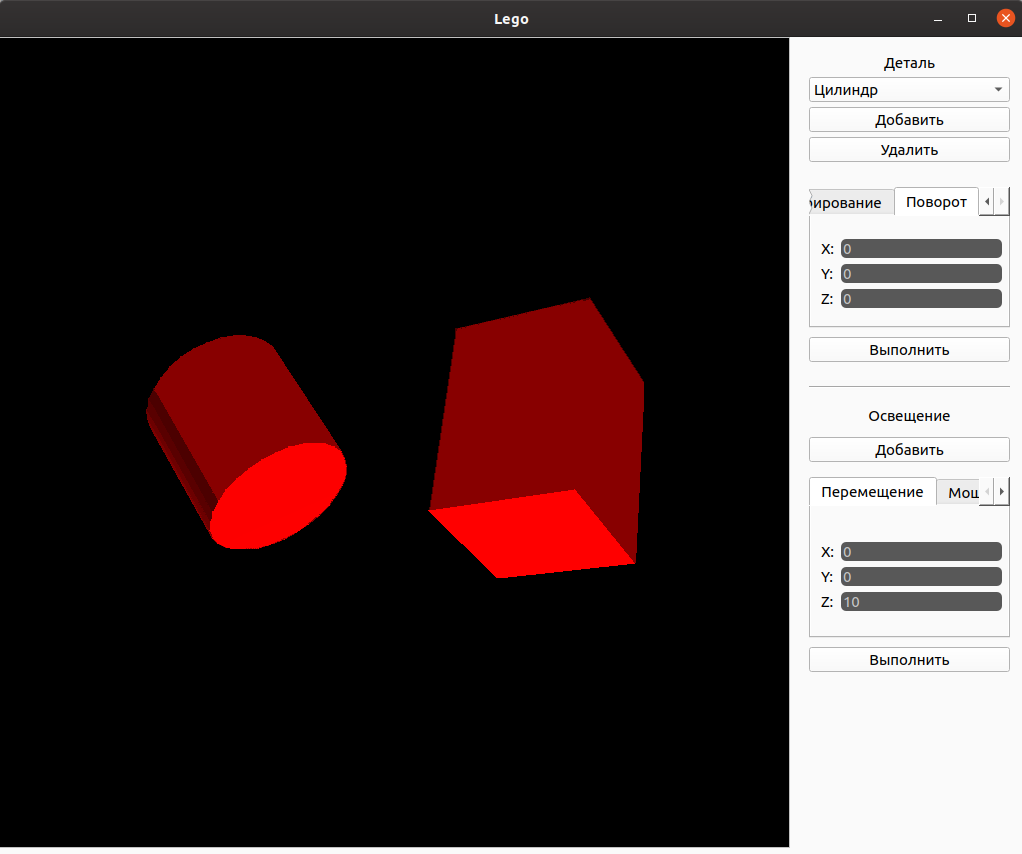 Lego
Деталь
Цилиндр
Добавить
Удалить
ирование Поворот
X: 0
Y: 0
Z: 0
Выполнить
Освещение
Добавить
Перемещение Мощ
X: 0
Y: 0
Z: 10
Выполнить